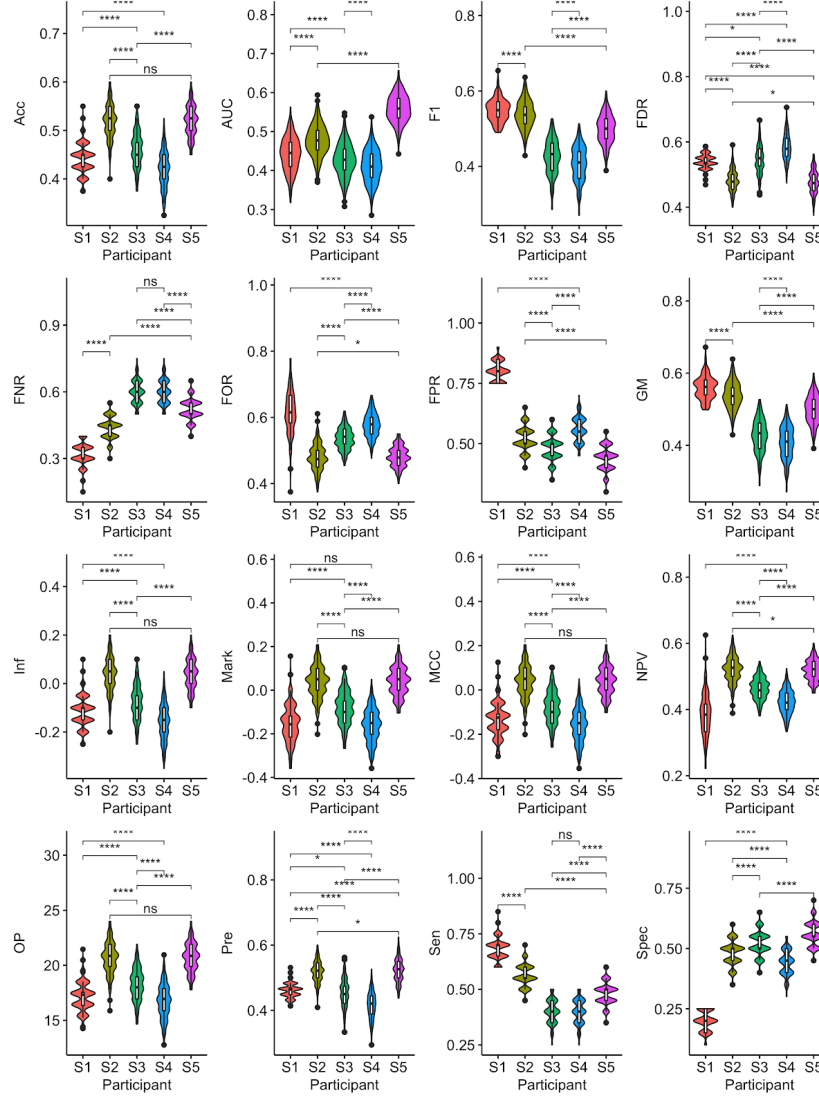 **** **** ****
0.7 **** 0.8 **** 0.6 **** 1.0 * ****
**** **** **** **** ****
0.6 ns 0.6 0.8 **** *
Acc 0.5 AUC 0.5 F1 0.4 FDR 0.6
0.4 0.4 0.4
0.3
S1 S2 S3 S4 S5 S1 S2 S3 S4 S5 S1 S2 S3 S4 S5 S1 S2 S3 S4 S5
Participant Participant Participant Participant
ns **** **** ****
0.9 **** 1.0 **** 1.00 **** 0.8 ****
**** **** **** **** ****
**** **** * ****
FNR 0.6 FOR 0.8 FPR 0.75 GM 0.6
0.3 0.6 0.50 0.4
0.4
S1 S2 S3 S4 S5 S1 S2 S3 S4 S5 S1 S2 S3 S4 S5 S1 S2 S3 S4 S5
Participant Participant Participant Participant
**** ns **** ****
0.4 **** 0.6 **** 0.6 **** 0.8 ****
**** **** **** **** ****
**** **** **** ****
0.2 ns 0.4 **** ns 0.4 **** ns *
Inf 0.0 Mark 0.2 MCC 0.2 NPV 0.6
-0.2 0.0 0.0 0.4
-0.2 -0.2
-0.4 -0.4 0.2
S1 S2 S3 S4 S5 S1 S2 S3 S4 S5 S1 S2 S3 S4 S5 S1 S2 S3 S4 S5
Participant Participant Participant Participant
**** **** ns ****
30 **** **** 1.00 **** ****
**** 0.9 * **** ****
**** **** **** ****
25 **** **** **** 0.75 **** 0.75
ns 0.8 **** *
OP 20 Pre 0.6 Sen 0.50 Spec 0.50
15 0.4 0.25 0.25
S1 S2 S3 S4 S5 S1 S2 S3 S4 S5 S1 S2 S3 S4 S5 S1 S2 S3 S4 S5
Participant Participant Participant Participant